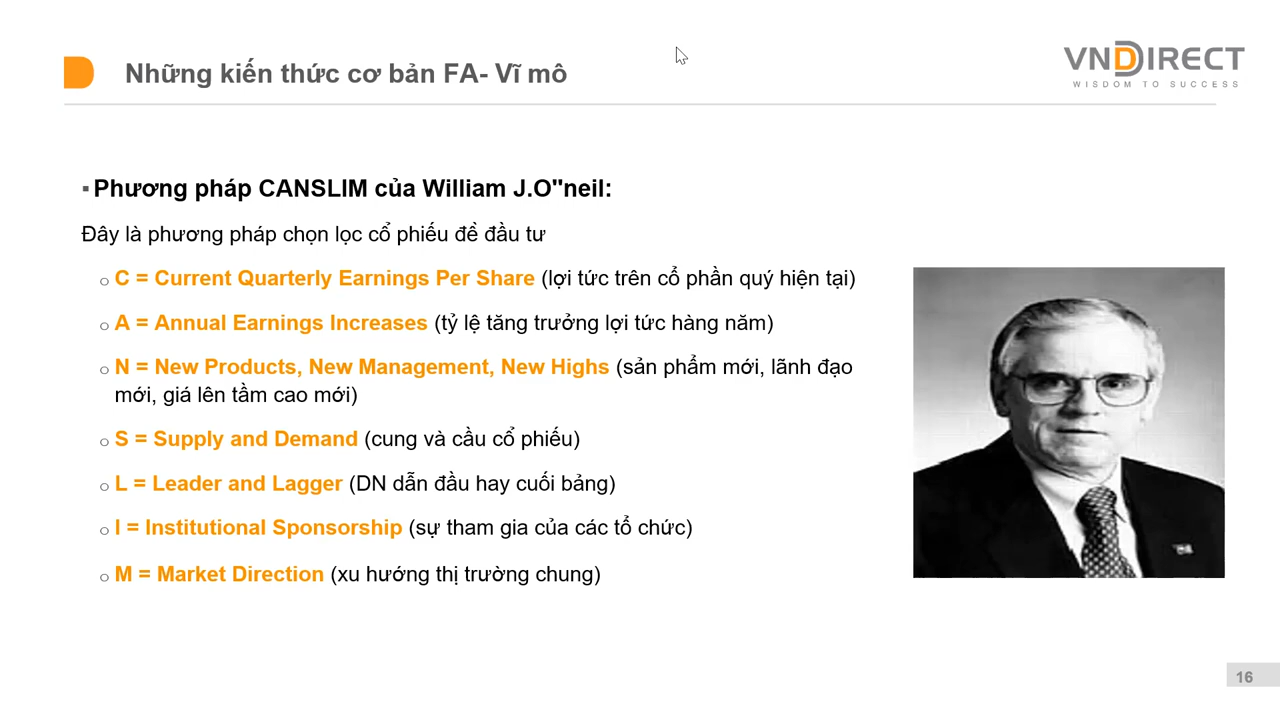 Những kiến thức cơ bản FA- Vĩ mô
VNDIRECT
WISDOM TO SUCCESS
▪ Phương pháp CANSLIM của William J.O"neil:
Đây là phương pháp chọn lọc cổ phiếu đề đầu tư
o C = Current Quarterly Earnings Per Share (lợi tức trên cổ phần quý hiện tại)
o A = Annual Earnings Increases (tỷ lệ tăng trưởng lợi tức hàng năm)
o N = New Products, New Management, New Highs (sản phẩm mới, lãnh đạo
mới, giá lên tầm cao mới)
o S = Supply and Demand (cung và cầu cổ phiếu)
o L = Leader and Lagger (DN dẫn đầu hay cuối bảng)
o I = Institutional Sponsorship (sự tham gia của các tổ chức)
o M = Market Direction (xu hướng thị trường chung)
16